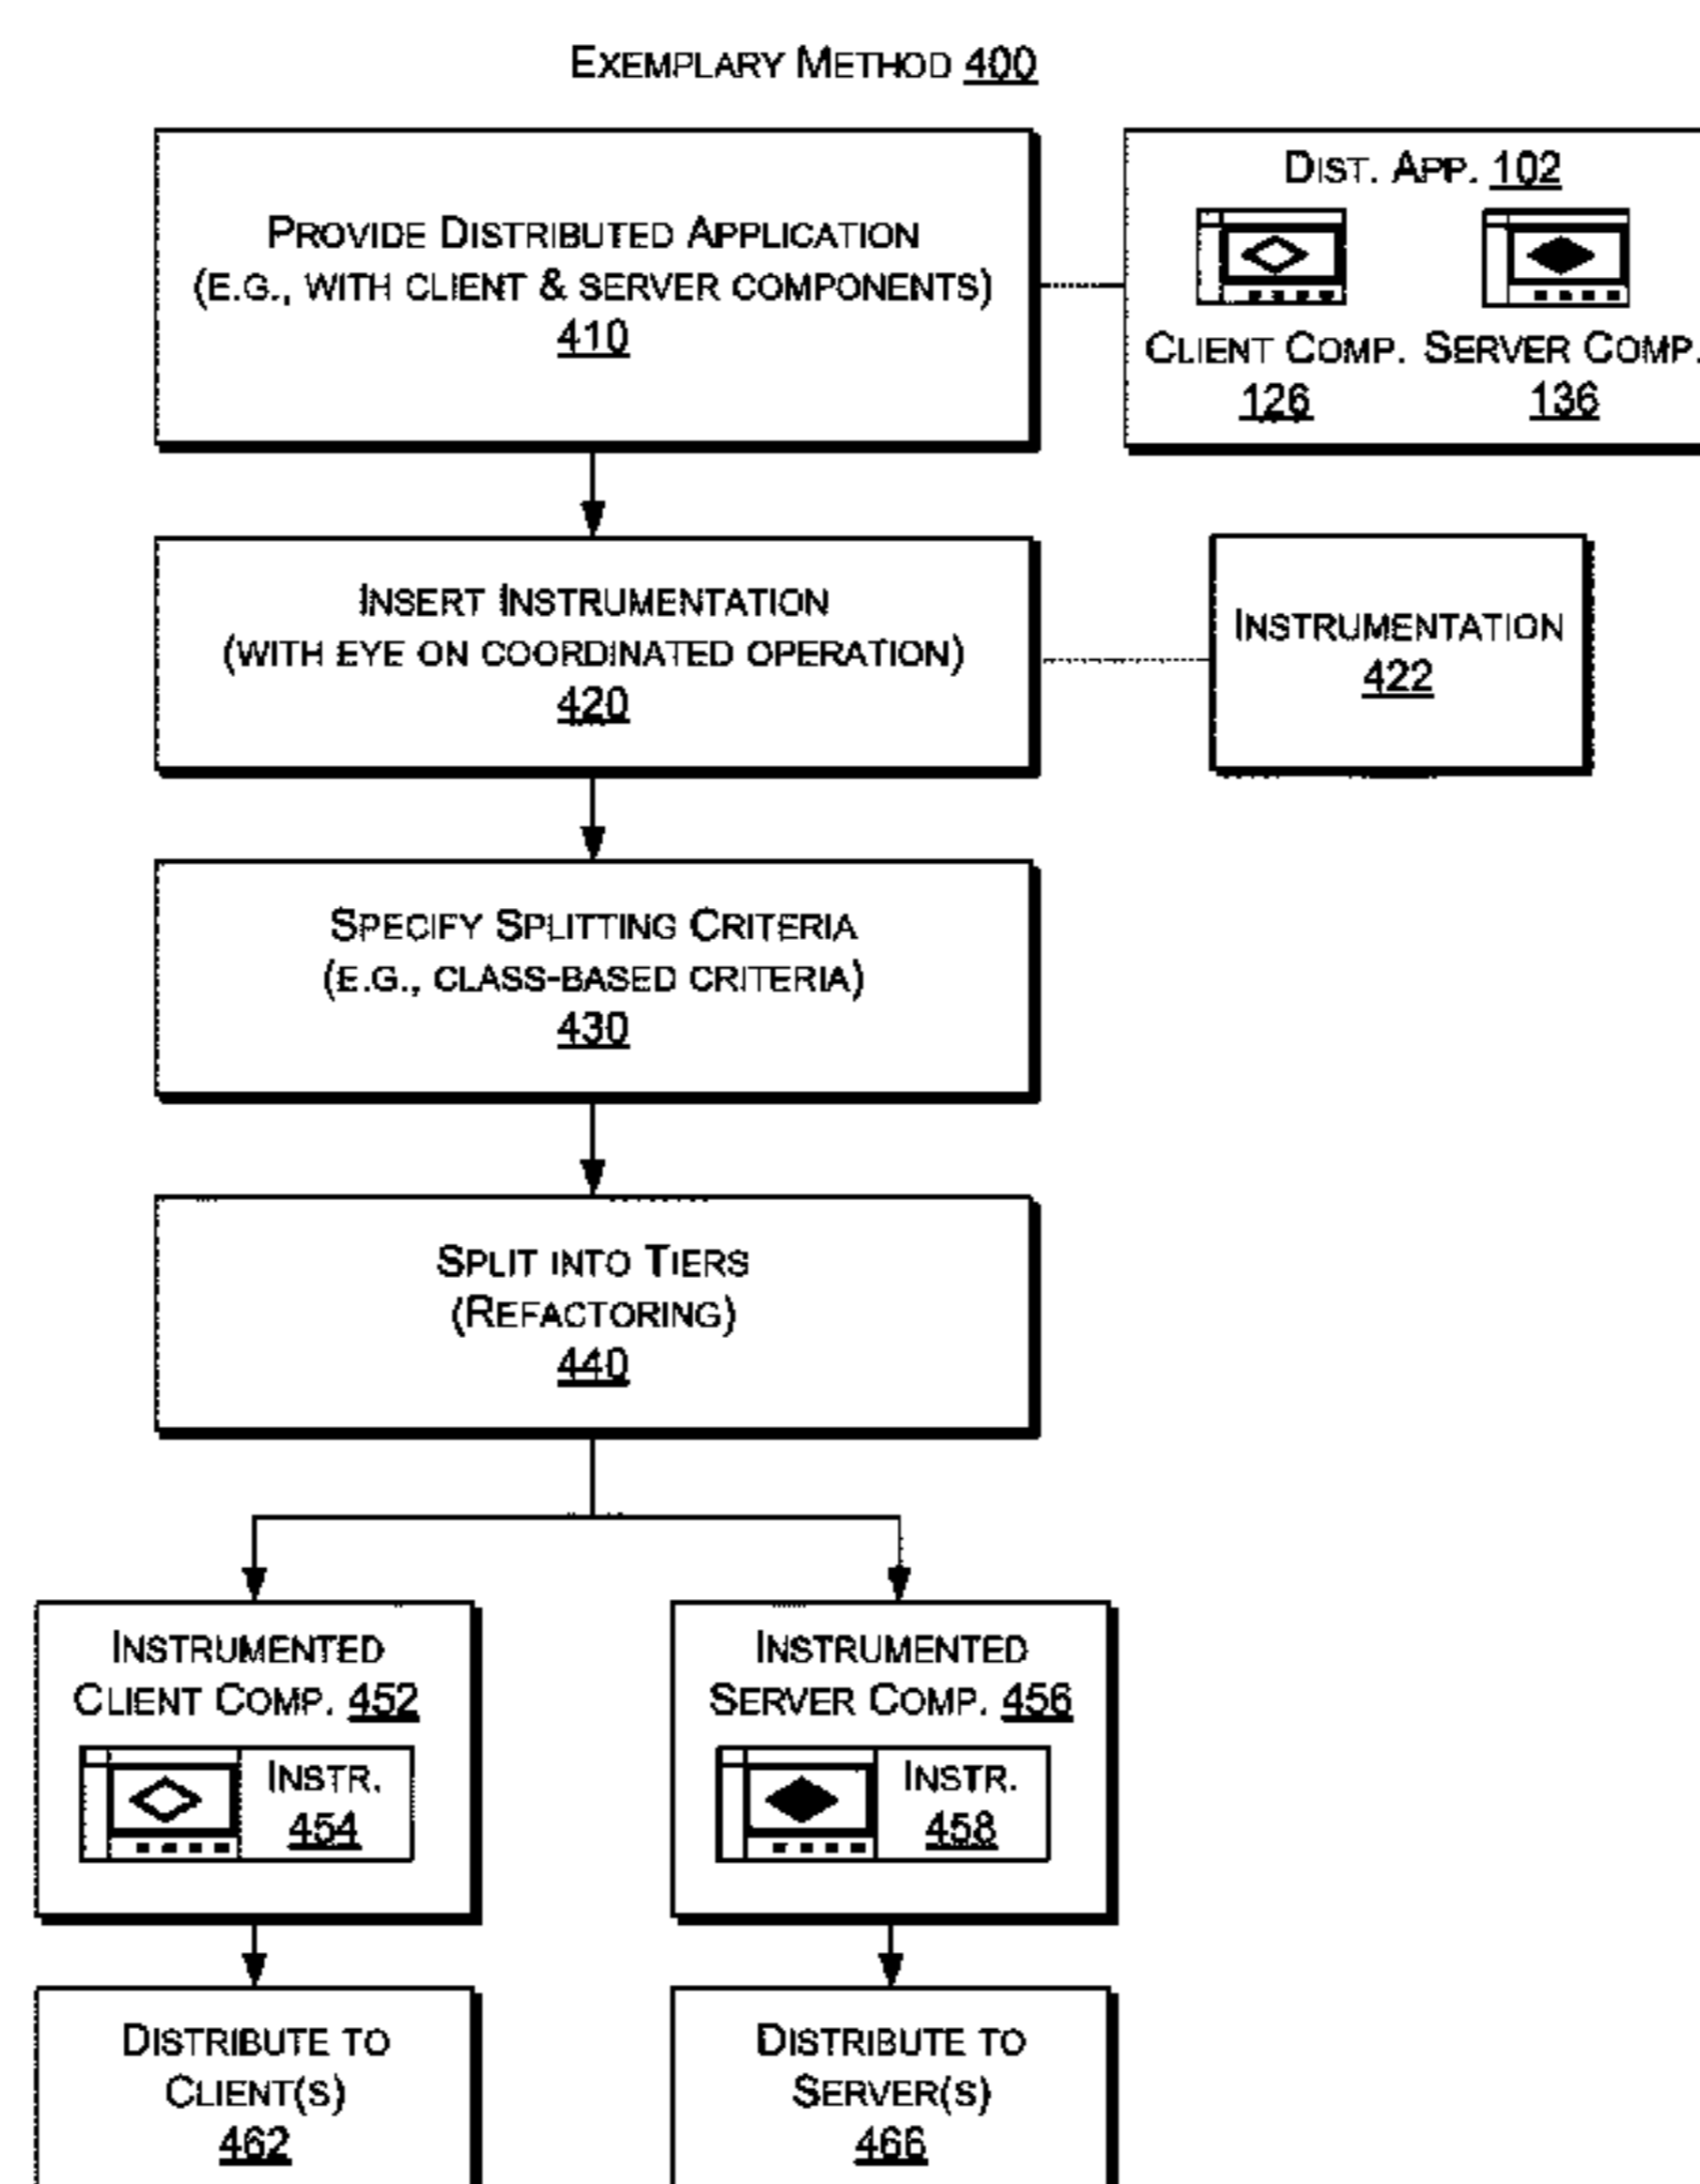 EXEMPLARY METHOD 400
PROVIDE DISTRIBUTED APPLICATION
(E.G., WITH CLIENT & SERVER COMPONENTS)
410
DIST. APP. 102
CLIENT COMP. SERVER COMP.
126 136
INSERT INSTRUMENTATION
(WITH EYE ON COORDINATED OPERATION)
420
INSTRUMENTATION
422
SPECIFY SPLITTING CRITERIA
(E.G., CLASS-BASED CRITERIA)
430
SPLIT INTO TIERS
(REFACTORING)
440
INSTRUMENTED
CLIENT COMP. 452
INSTR.
454
INSTRUMENTED
SERVER COMP. 456
INSTR.
458
DISTRIBUTE TO
CLIENT(S)
462
DISTRIBUTE TO
SERVER(S)
466